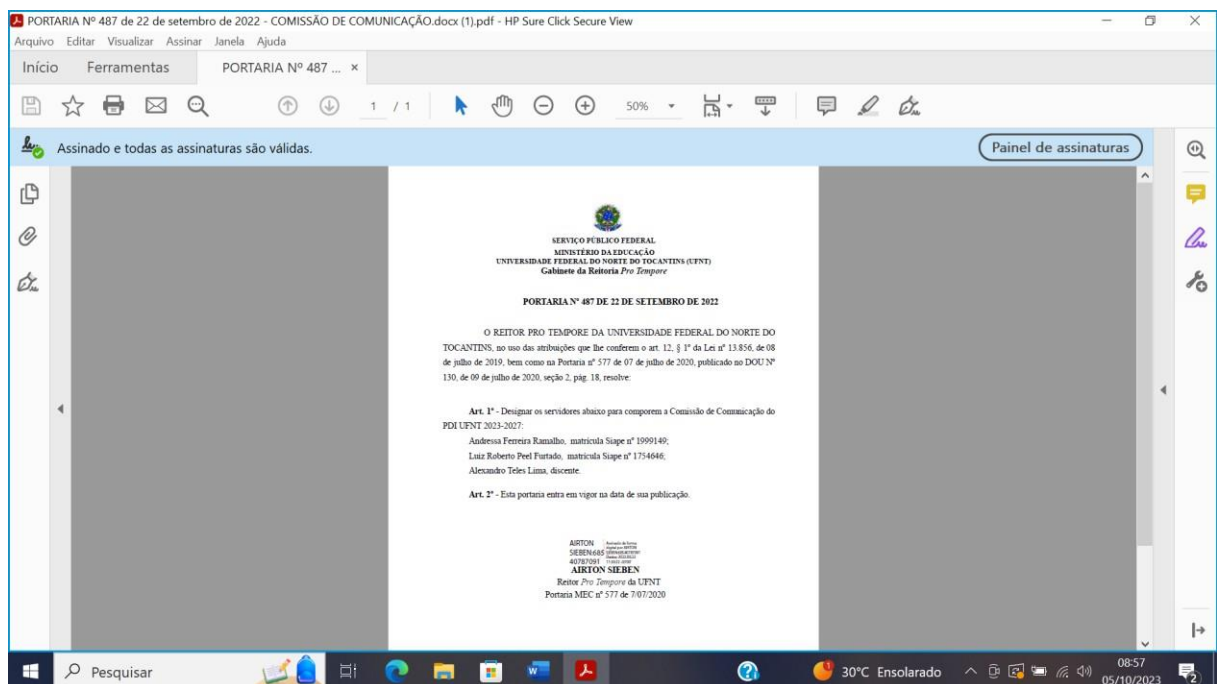 PORTARIA Nº 487 de 22 de setembro de 2022 - COMISSÃO DE COMUNICAÇÃO.docx (1).pdf - HP Sure Click Secure View
Arquivo Editar Visualizar Assinar Janela Ajuda
Início Ferramentas PORTARIA Nº 487 ... ×
1 / 1 50%
Assinado e todas as assinaturas são válidas. Painel de assinaturas
SERVIÇO PÚBLICO FEDERAL
MINISTÉRIO DA EDUCAÇÃO
UNIVERSIDADE FEDERAL DO NORTE DO TOCANTINS (UFNT)
Gabinete da Reitoria Pro Tempore
PORTARIA Nº 487 DE 22 DE SETEMBRO DE 2022
O REITOR PRO TEMPORE DA UNIVERSIDADE FEDERAL DO NORTE DO
TOCANTINS, no uso das atribuições que lhe conferem o art. 12, § 1º da Lei nº 13.856, de 08
de julho de 2019, bem como na Portaria nº 577 de 07 de julho de 2020, publicado no DOU Nº
130, de 09 de julho de 2020, seção 2, pág. 18, resolve:
Art. 1º - Designar os servidores abaixo para comporem a Comissão de Comunicação do
PDI UFNT 2023-2027:
Andressa Ferreira Ramalho, matrícula Siape nº 1999149;
Luiz Roberto Peel Furtado, matrícula Siape nº 1754646;
Alexandro Teles Lima, discente.
Art. 2º - Esta portaria entra em vigor na data de sua publicação.
AIRTON
SIEBEN:685
40787091
AIRTON SIEBEN
Reitor Pro Tempore da UFNT
Portaria MEC nº 577 de 7/07/2020
Pesquisar 30°C Ensolarado 08:57
05/10/2023